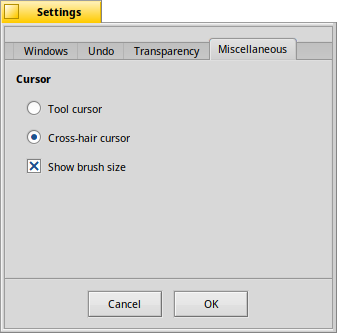 Settings
Windows Undo Transparency Miscellaneous
Cursor
Tool cursor
Cross-hair cursor
Show brush size
Cancel OK